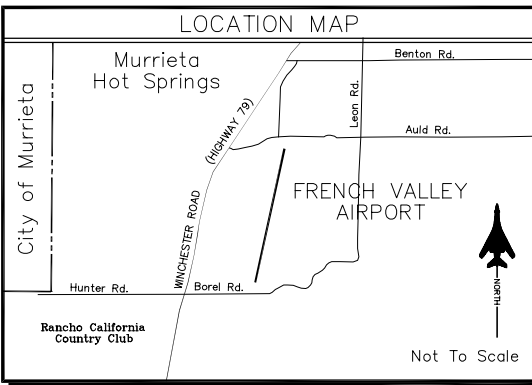 LOCATION MAP
Murrieta
Hot Springs
Benton Rd.
City of Murrieta
Leon Rd.
(HIGHWAY 79)
Auld Rd.
FRENCH VALLEY
AIRPORT
WINCHESTER ROAD
Hunter Rd.
Borel Rd.
NORTH
Rancho California
Country Club
Not To Scale